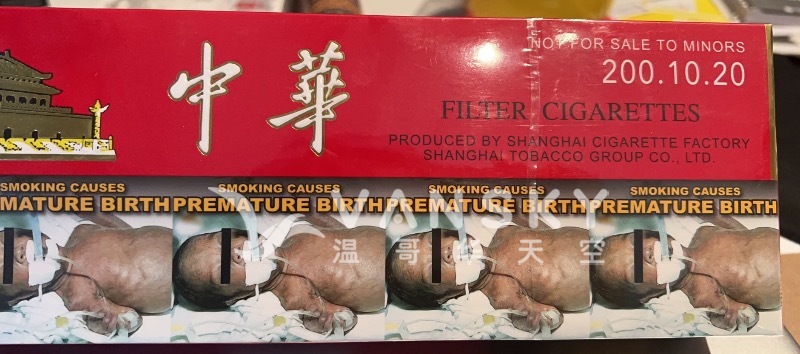 NOT FOR SALE TO MINORS
200.10.20
中華
FILTER CIGARETTES
PRODUCED BY SHANGHAI CIGARETTE FACTORY
SHANGHAI TOBACCO GROUP CO., LTD.
SMOKING CAUSES SMOKING CAUSES SMOKING CAUSES SMOKING CAUSES
MATURE BIRTH PREMATURE BIRTH PREMATURE BIRTH PREMATURE BIRTH
VANSKY
温哥华天空